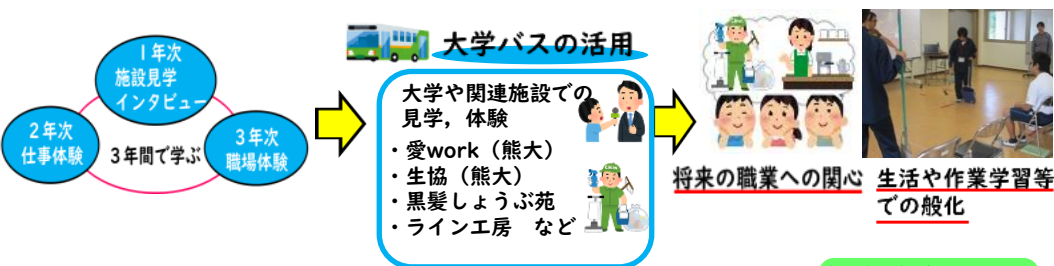 1年次
施設見学
インタビュー
2年次
仕事体験
3年間で学ぶ
3年次
職場体験
大学バスの活用
大学や関連施設での
見学，体験
・愛work（熊大）
・生協（熊大）
・黒髪しょうぶ苑
・ライン工房　など
将来の職業への関心
生活や作業学習等
での般化